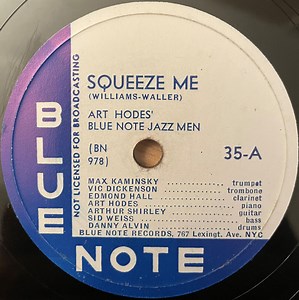 SQUEEZE ME
(WILLIAMS-WALLER)
ART HODES'
BLUE NOTE JAZZ MEN
(BN
978)
35-A
MAX KAMINSKY ............... trumpet
VIC DICKENSON ............... trombone
EDMOND HALL ............... clarinet
ART HODES ............... piano
ARTHUR SHIRLEY ............... guitar
SID WEISS ............... bass
DANNY ALVIN ............... drums
BLUE NOTE RECORDS, 767 Lexingt. Ave. NYC
NOT LICENSED FOR BROADCASTING
BLUE
NOTE